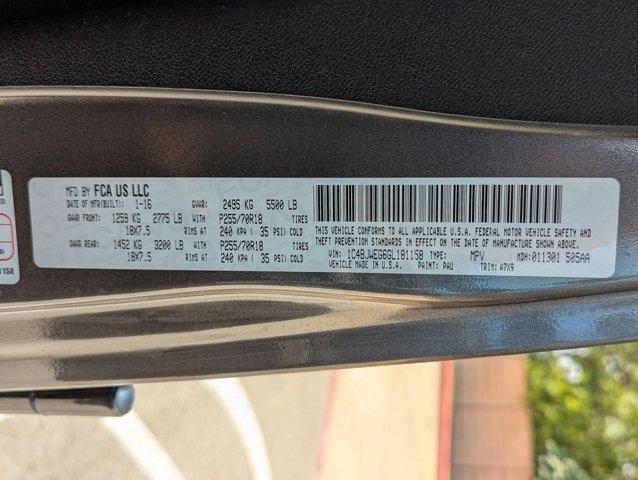 MFD BY FCA US LLC
DATE OF MFR(BUILT): 1-16 GVWR: 2495 KG 5500 LB
GAWR FRONT: 1259 KG 2775 LB WITH P255/70R18 TIRES
18X7.5 RIMS AT 240 KPA ( 35 PSI) COLD
GAWR REAR: 1452 KG 3200 LB WITH P255/70R18 TIRES
18X7.5 RIMS AT 240 KPA ( 35 PSI) COLD
THIS VEHICLE CONFORMS TO ALL APPLICABLE U.S.A. FEDERAL MOTOR VEHICLE SAFETY AND
THEFT PREVENTION STANDARDS IN EFFECT ON THE DATE OF MANUFACTURE SHOWN ABOVE.
VIN: 1C4BJWEG6GL181158 TYPE: MPV MDH: 011301 505AA
VEHICLE MADE IN U.S.A. PAINT: PAU TRIM: A7X9